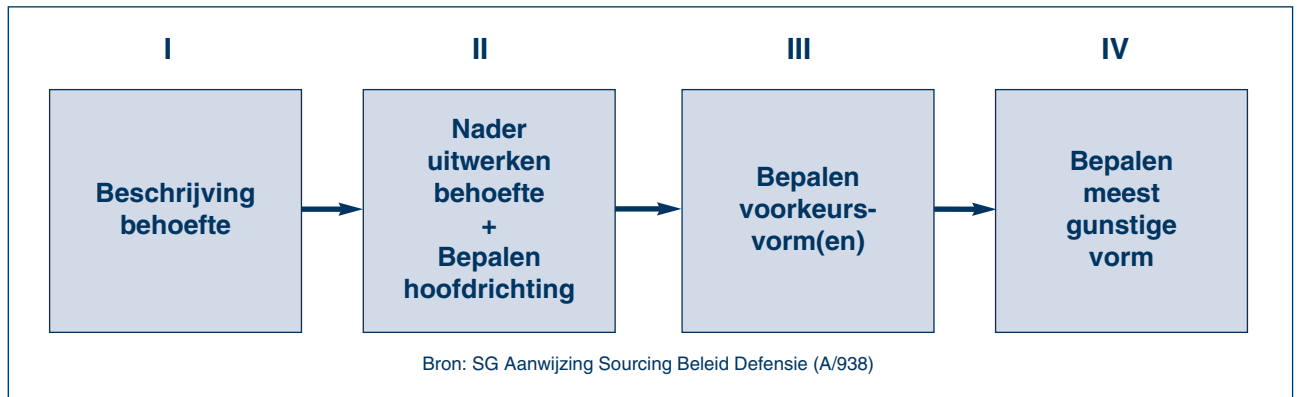 I
II
III
IV
Beschrijving
behoefte
Nader
uitwerken
behoefte
+
Bepalen
hoofdrichting
Bepalen
voorkeurs-
vorm(en)
Bepalen
meest
gunstige
vorm
Bron: SG Aanwijzing Sourcing Beleid Defensie (A/938)